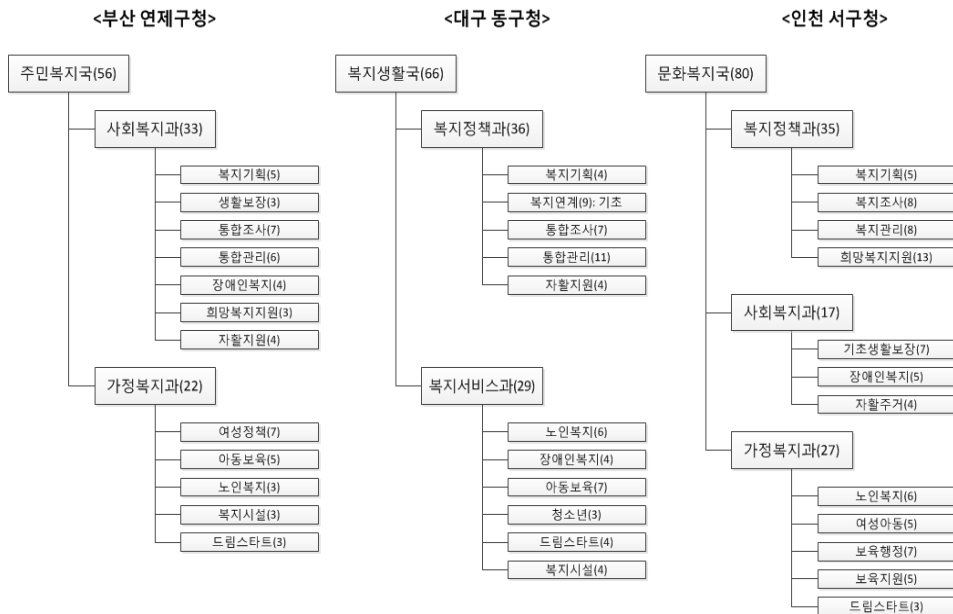 <부산 연제구청>
주민복지국(56)
사회복지과(33)
복지기획(5)
생활보장(3)
통합조사(7)
통합관리(6)
장애인복지(4)
희망복지지원(3)
자활지원(4)
가정복지과(22)
여성정책(7)
아동보육(5)
노인복지(3)
복지시설(3)
드림스타트(3)
<대구 동구청>
복지생활국(66)
복지정책과(36)
복지기획(4)
복지연계(9): 기초
통합조사(7)
통합관리(11)
자활지원(4)
복지서비스과(29)
노인복지(6)
장애인복지(4)
아동보육(7)
청소년(3)
드림스타트(4)
복지시설(4)
<인천 서구청>
문화복지국(80)
복지정책과(35)
복지기획(5)
복지조사(8)
복지관리(8)
희망복지지원(13)
사회복지과(17)
기초생활보장(7)
장애인복지(5)
자활주거(4)
가정복지과(27)
노인복지(6)
여성아동(5)
보육행정(7)
보육지원(5)
드림스타트(3)